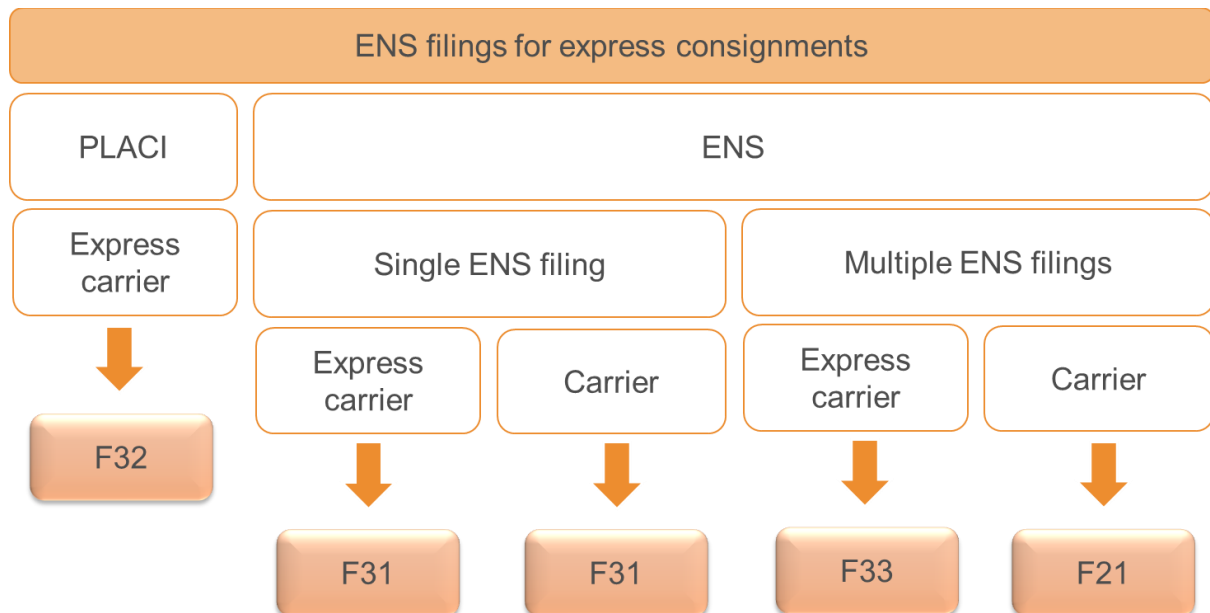 ENS filings for express consignments
PLACI
ENS
Express
carrier
Single ENS filing
Multiple ENS filings
Express
carrier
Carrier
Express
carrier
Carrier
F32
F31
F31
F33
F21